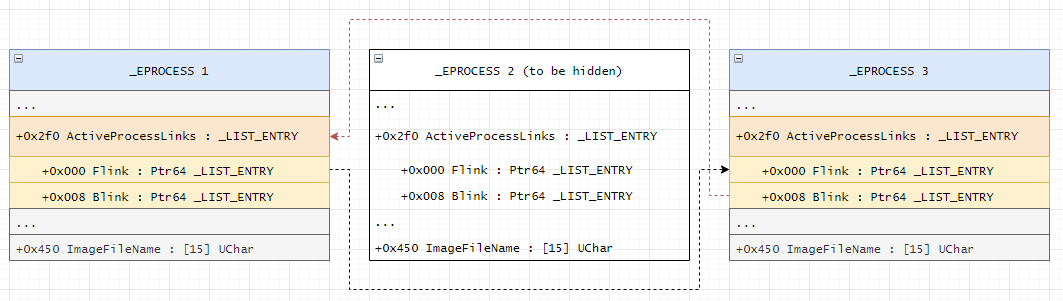 _EPROCESS 1
...
+0x2f0 ActiveProcessLinks : _LIST_ENTRY
+0x000 Flink : Ptr64 _LIST_ENTRY
+0x008 Blink : Ptr64 _LIST_ENTRY
...
+0x450 ImageFileName : [15] UChar
_EPROCESS 2 (to be hidden)
...
+0x2f0 ActiveProcessLinks : _LIST_ENTRY
+0x000 Flink : Ptr64 _LIST_ENTRY
+0x008 Blink : Ptr64 _LIST_ENTRY
...
+0x450 ImageFileName : [15] UChar
_EPROCESS 3
...
+0x2f0 ActiveProcessLinks : _LIST_ENTRY
+0x000 Flink : Ptr64 _LIST_ENTRY
+0x008 Blink : Ptr64 _LIST_ENTRY
...
+0x450 ImageFileName : [15] UChar